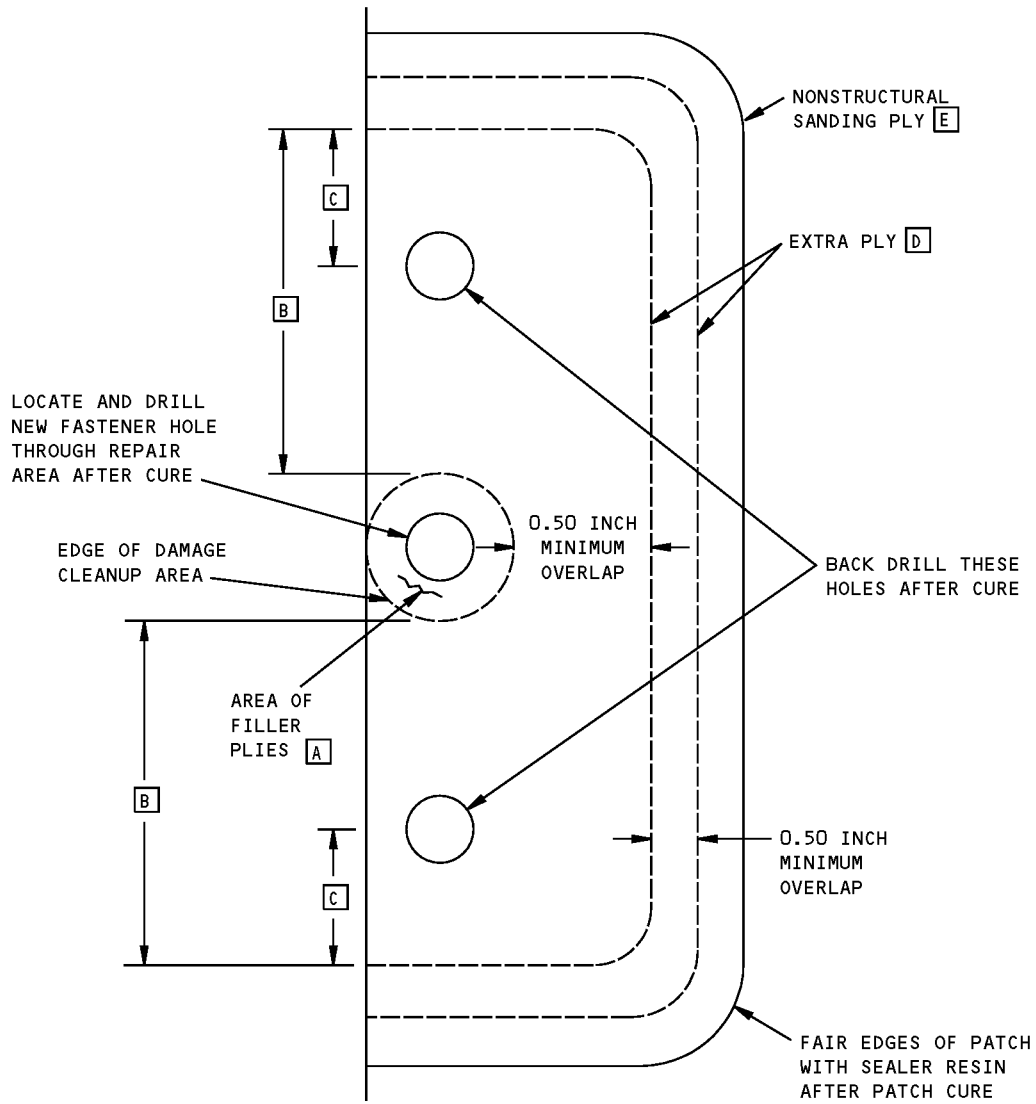 NONSTRUCTURAL
SANDING PLY E
C
EXTRA PLY D
B
LOCATE AND DRILL
NEW FASTENER HOLE
THROUGH REPAIR
AREA AFTER CURE
0.50 INCH
MINIMUM
OVERLAP
EDGE OF DAMAGE
CLEANUP AREA
BACK DRILL THESE
HOLES AFTER CURE
AREA OF
FILLER
PLIES A
B
0.50 INCH
MINIMUM
OVERLAP
C
FAIR EDGES OF PATCH
WITH SEALER RESIN
AFTER PATCH CURE